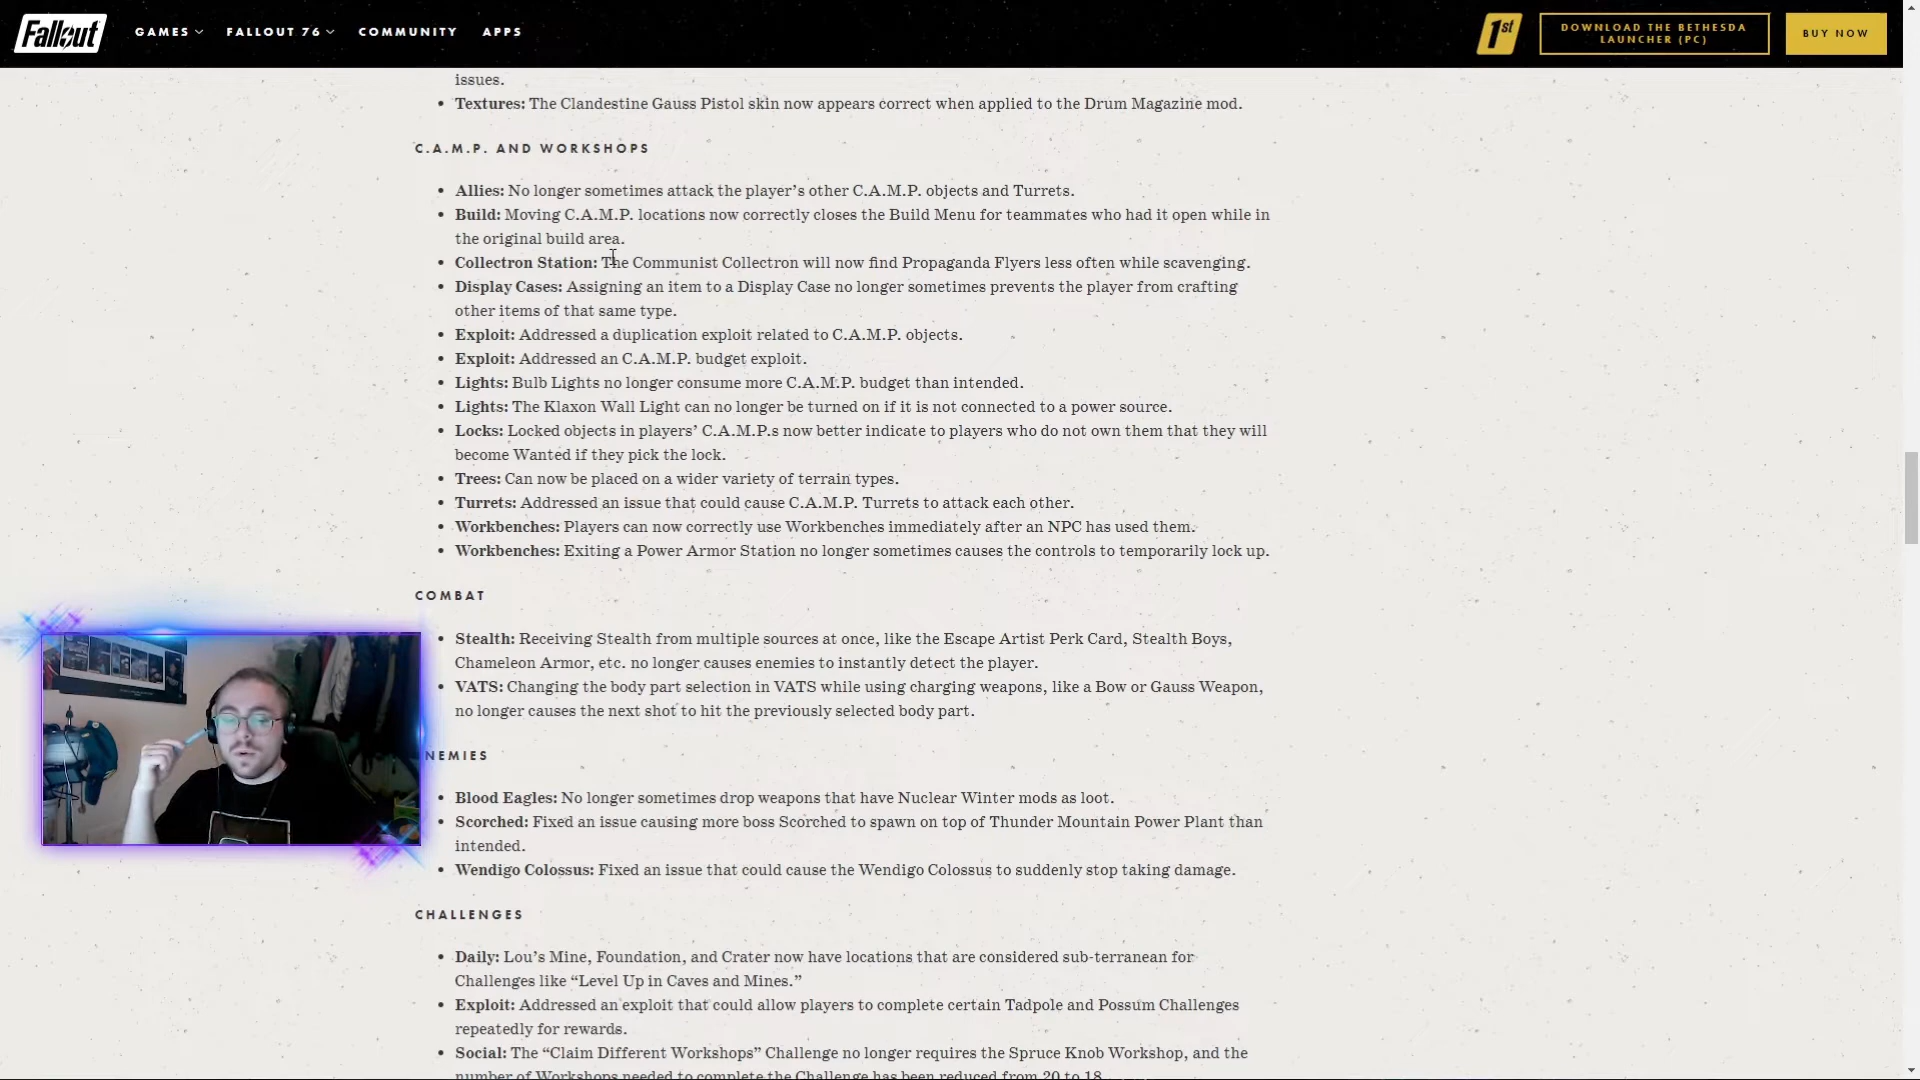 Fallout
GAMES
FALLOUT 76
COMMUNITY
APPS
1st
DOWNLOAD THE BETHESDA
LAUNCHER (PC)
BUY NOW
issues.
• Textures: The Clandestine Gauss Pistol skin now appears correct when applied to the Drum Magazine mod.
C.A.M.P. AND WORKSHOPS
• Allies: No longer sometimes attack the player’s other C.A.M.P. objects and Turrets.
• Build: Moving C.A.M.P. locations now correctly closes the Build Menu for teammates who had it open while in
the original build area.
• Collectron Station: The Communist Collectron will now find Propaganda Flyers less often while scavenging.
• Display Cases: Assigning an item to a Display Case no longer sometimes prevents the player from crafting
other items of that same type.
• Exploit: Addressed a duplication exploit related to C.A.M.P. objects.
• Exploit: Addressed an C.A.M.P. budget exploit.
• Lights: Bulb Lights no longer consume more C.A.M.P. budget than intended.
• Lights: The Klaxon Wall Light can no longer be turned on if it is not connected to a power source.
• Locks: Locked objects in players’ C.A.M.P.s now better indicate to players who do not own them that they will
become Wanted if they pick the lock.
• Trees: Can now be placed on a wider variety of terrain types.
• Turrets: Addressed an issue that could cause C.A.M.P. Turrets to attack each other.
• Workbenches: Players can now correctly use Workbenches immediately after an NPC has used them.
• Workbenches: Exiting a Power Armor Station no longer sometimes causes the controls to temporarily lock up.
COMBAT
• Stealth: Receiving Stealth from multiple sources at once, like the Escape Artist Perk Card, Stealth Boys,
Chameleon Armor, etc. no longer causes enemies to instantly detect the player.
• VATS: Changing the body part selection in VATS while using charging weapons, like a Bow or Gauss Weapon,
no longer causes the next shot to hit the previously selected body part.
NEMIES
• Blood Eagles: No longer sometimes drop weapons that have Nuclear Winter mods as loot.
• Scorched: Fixed an issue causing more boss Scorched to spawn on top of Thunder Mountain Power Plant than
intended.
• Wendigo Colossus: Fixed an issue that could cause the Wendigo Colossus to suddenly stop taking damage.
CHALLENGES
• Daily: Lou’s Mine, Foundation, and Crater now have locations that are considered sub-terranean for
Challenges like “Level Up in Caves and Mines.”
• Exploit: Addressed an exploit that could allow players to complete certain Tadpole and Possum Challenges
repeatedly for rewards.
• Social: The “Claim Different Workshops” Challenge no longer requires the Spruce Knob Workshop, and the
number of Workshops needed to complete the Challenge has been reduced from 20 to 18.